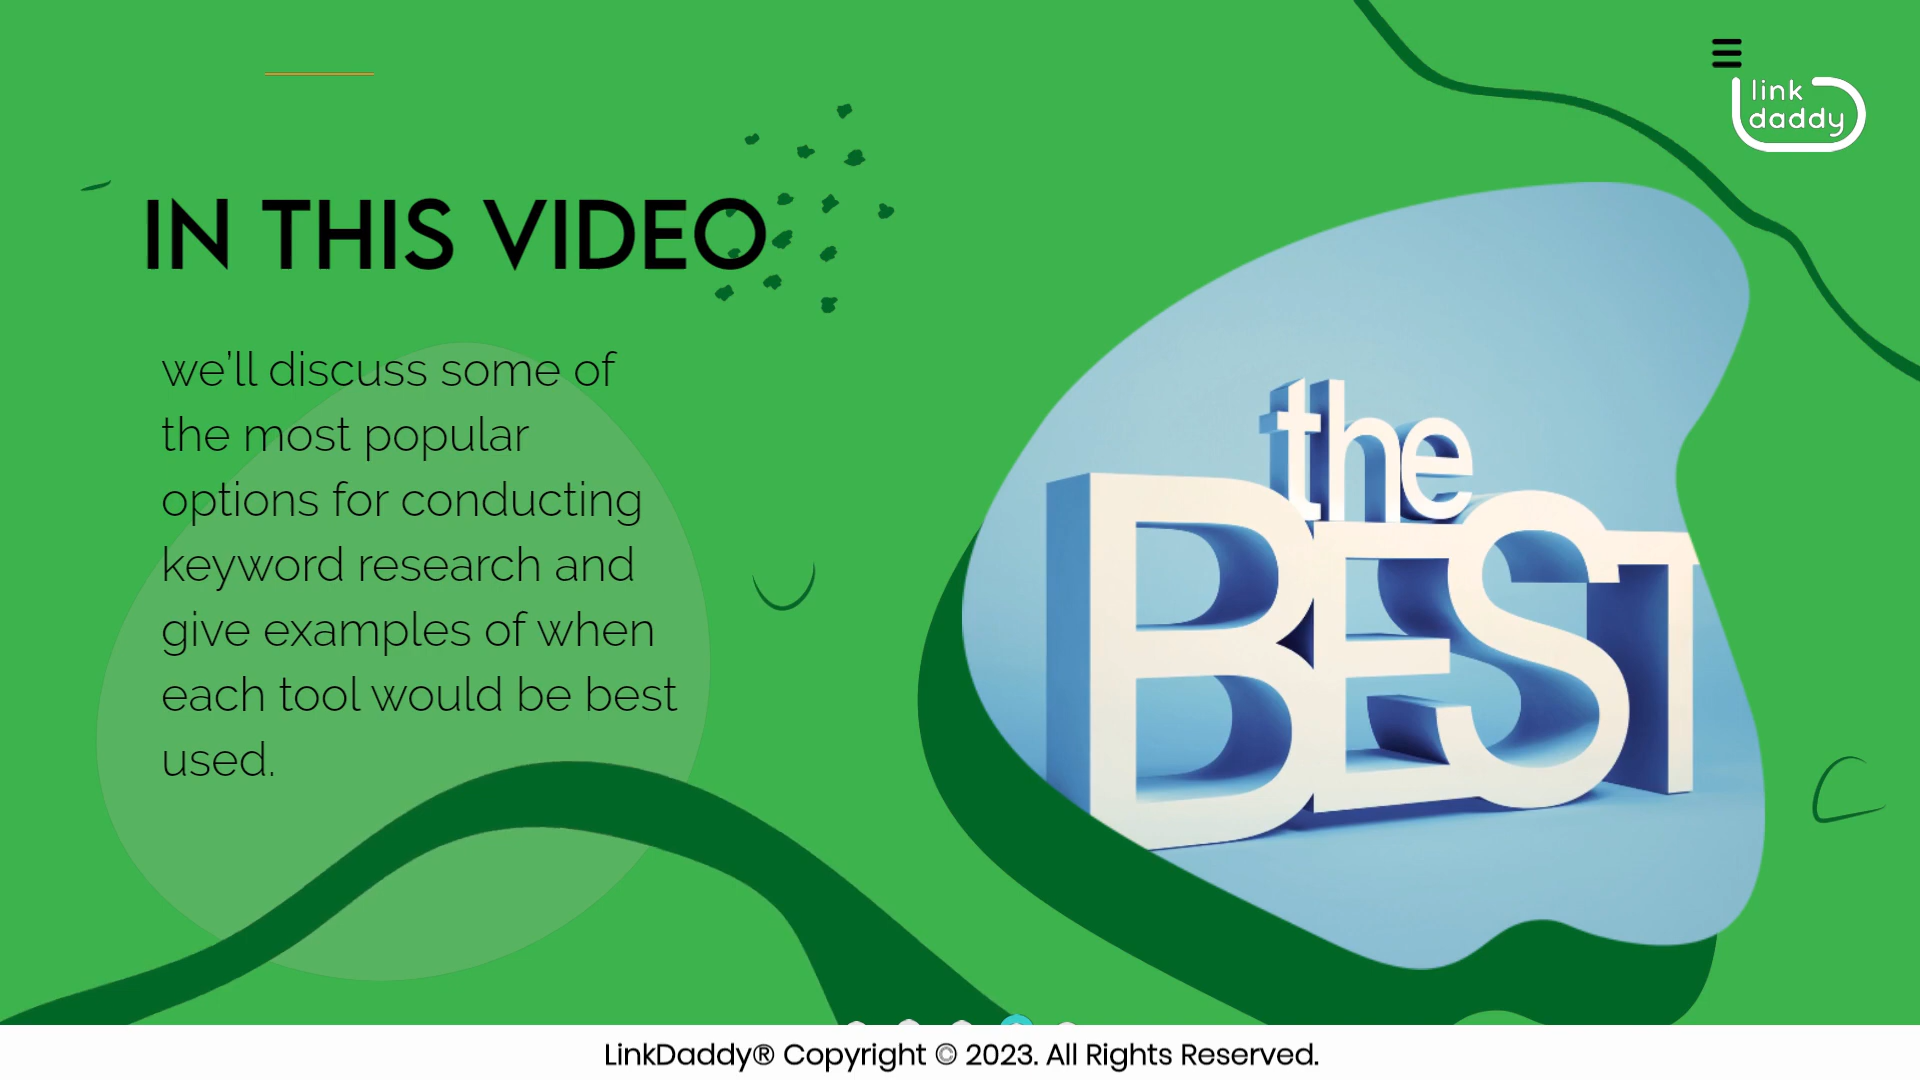 link
daddy
IN THIS VIDEO
we’ll discuss some of
the most popular
options for conducting
keyword research and
give examples of when
each tool would be best
used.
the
BEST
LinkDaddy® Copyright © 2023. All Rights Reserved.